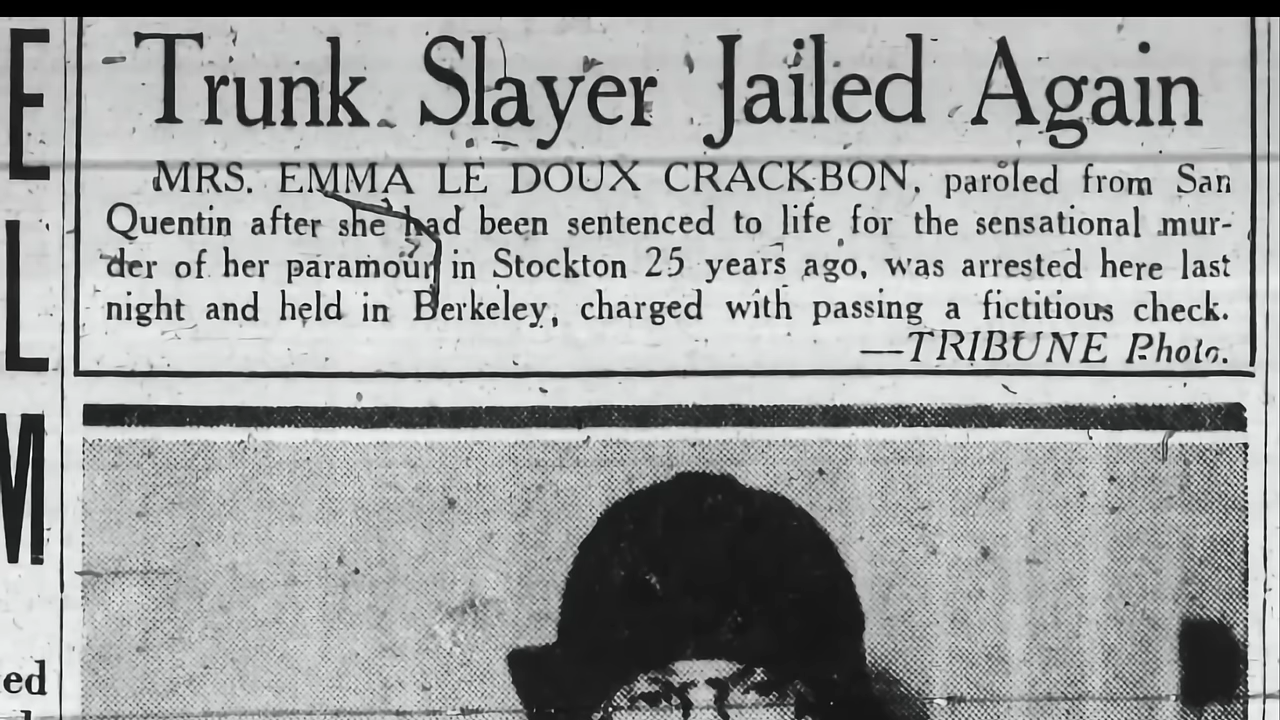 Trunk Slayer Jailed Again
MRS. EMMA LE DOUX CRACKBON, paroled from San
Quentin after she had been sentenced to life for the sensational mur-
der of her paramour in Stockton 25 years ago, was arrested here last
night and held in Berkeley, charged with passing a fictitious check.
—TRIBUNE Photo.
E
L
M
ed